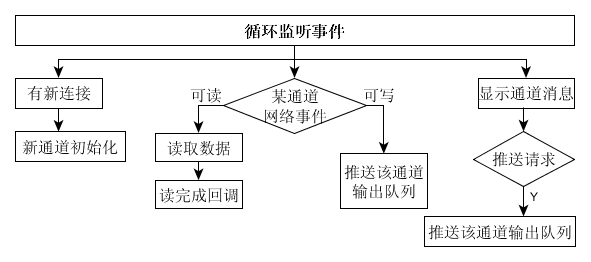 循环监听事件
有新连接
新通道初始化
可读
某通道
网络事件
可写
读取数据
读完成回调
推送该通道
输出队列
显示通道消息
推送请求
Y
推送该通道输出队列